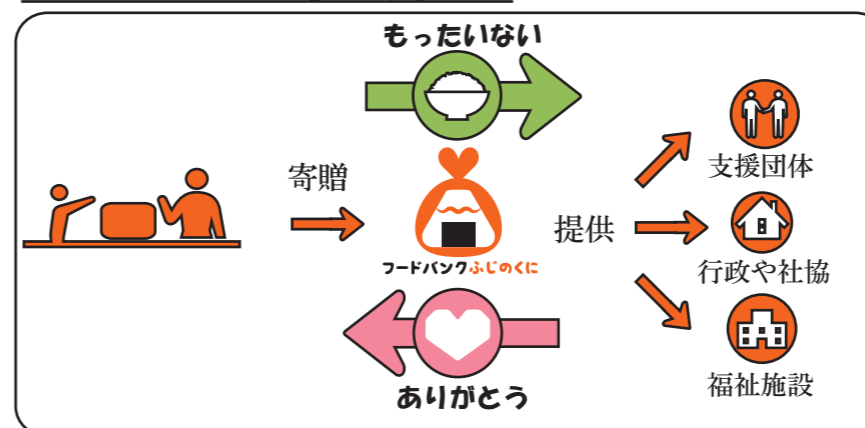 もったいない
寄贈
フードバンクふじのくに
提供
支援団体
行政や社協
福祉施設
ありがとう